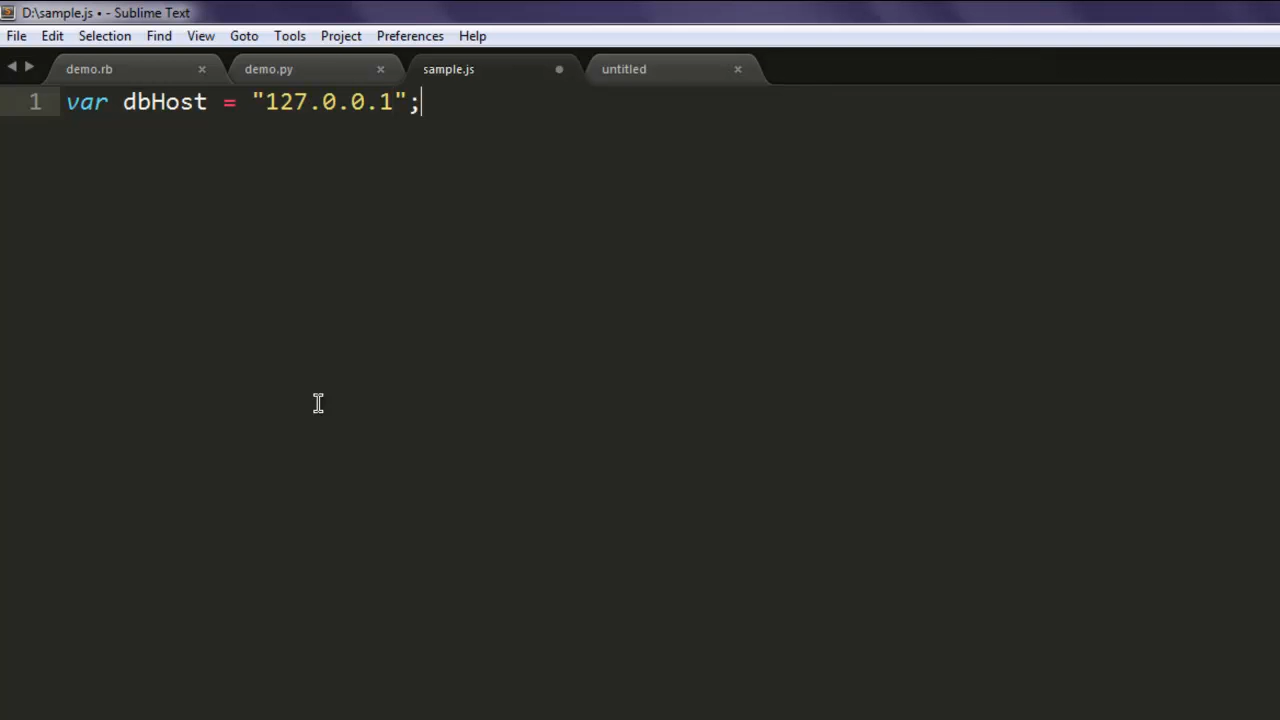 D:\sample.js • - Sublime Text
File Edit Selection Find View Goto Tools Project Preferences Help
demo.rb × demo.py × sample.js untitled ×
1 var dbHost = "127.0.0.1";